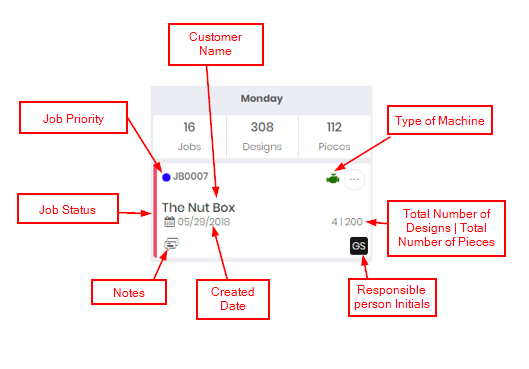 Customer
Name
Monday
16
308
112
Jobs
Designs
Pieces
Job Priority
Type of Machine
JB0007
...
The Nut Box
Job Status
05/29/2018
4 | 200
Total Number of
Designs | Total
Number of Pieces
GS
Notes
Created
Date
Responsible
person Initials